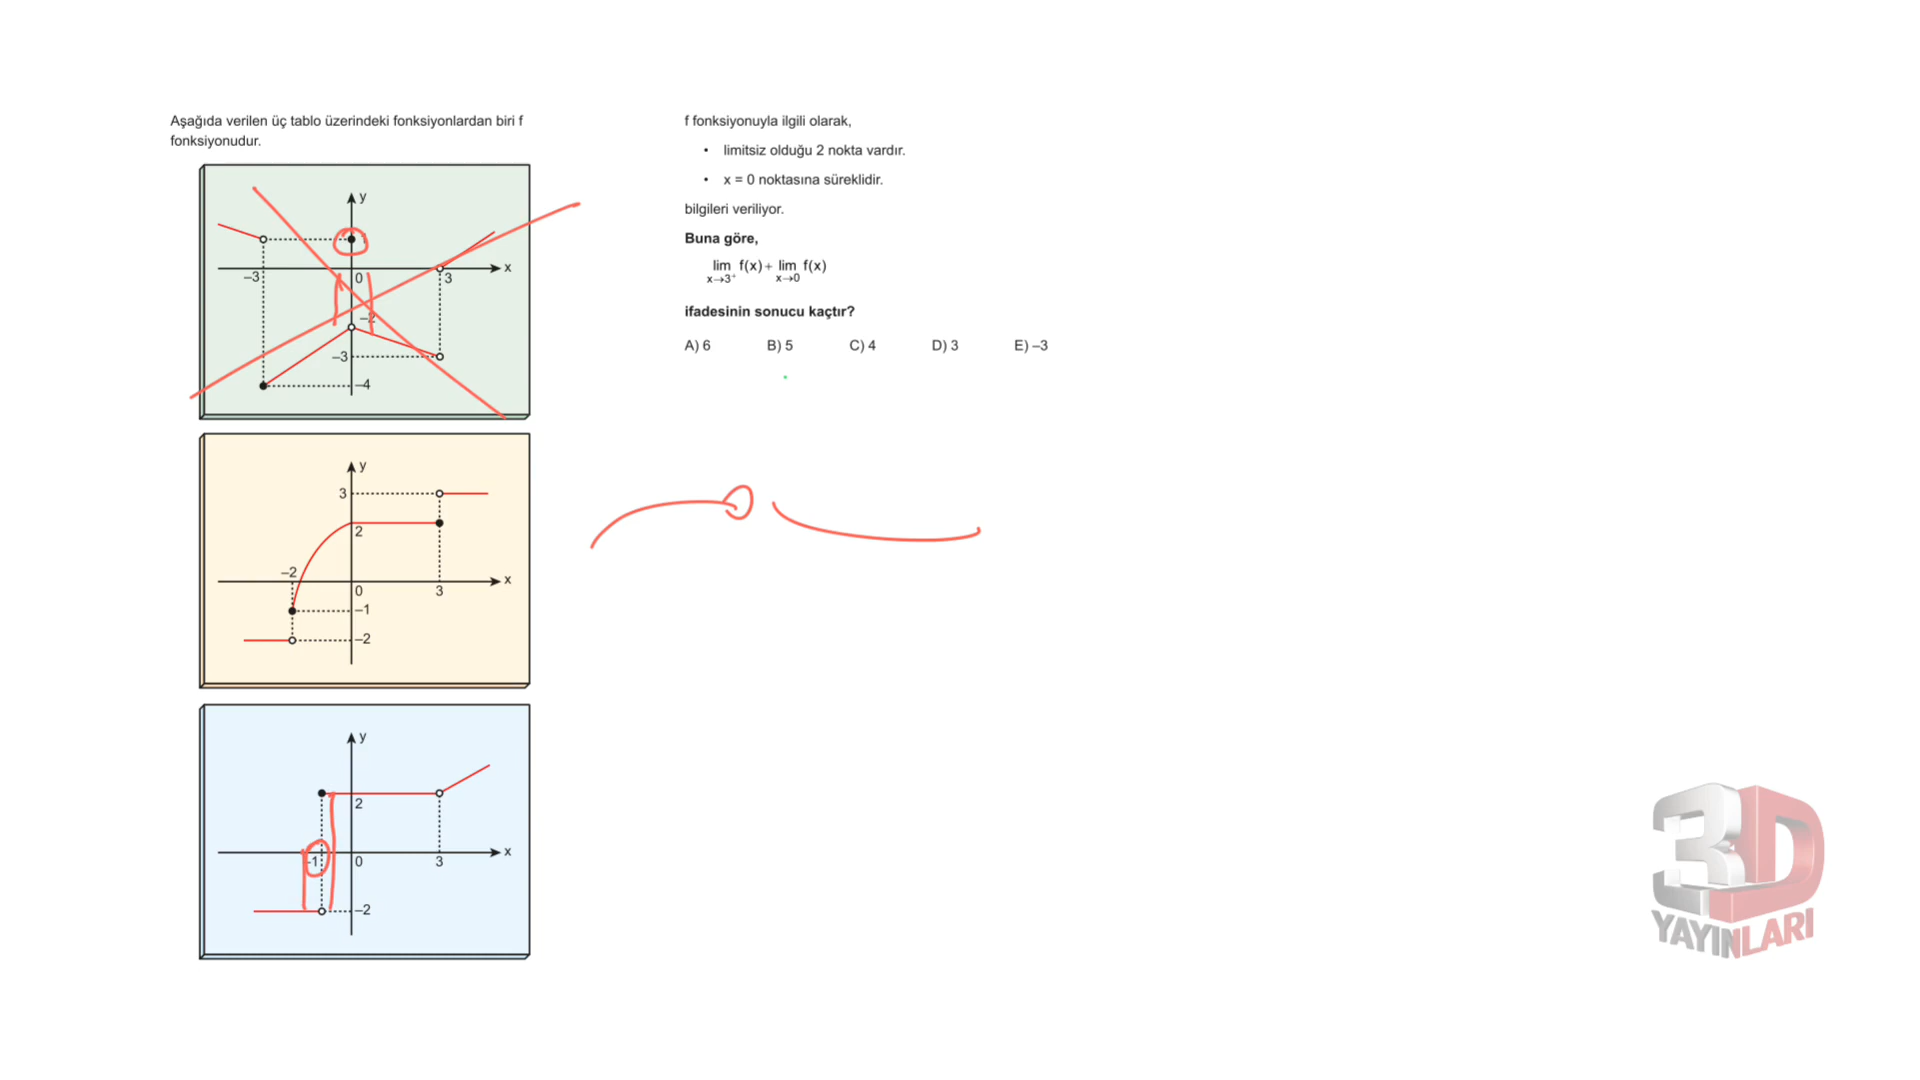 Aşağıda verilen üç tablo üzerindeki fonksiyonlardan biri f
fonksiyonudur.
y
1
–3
0
3
x
–2
–3
–4
y
3
2
–2
x
0
3
–1
–2
y
2
x
–1
0
3
–2
f fonksiyonuyla ilgili olarak,
• limitsiz olduğu 2 nokta vardır.
• x = 0 noktasına süreklidir.
bilgileri veriliyor.
Buna göre,
lim f(x) + lim f(x)
x→3⁺ x→0
ifadesinin sonucu kaçtır?
A) 6 B) 5 C) 4 D) 3 E) –3
3D
YAYINLARI